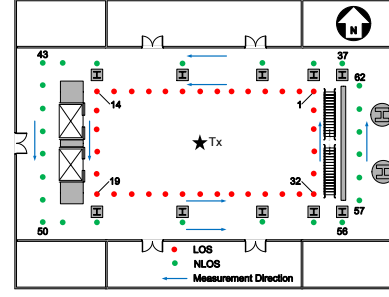 N
43
37
62
14
1
Tx
19
32
57
50
56
LOS
NLOS
Measurement Direction